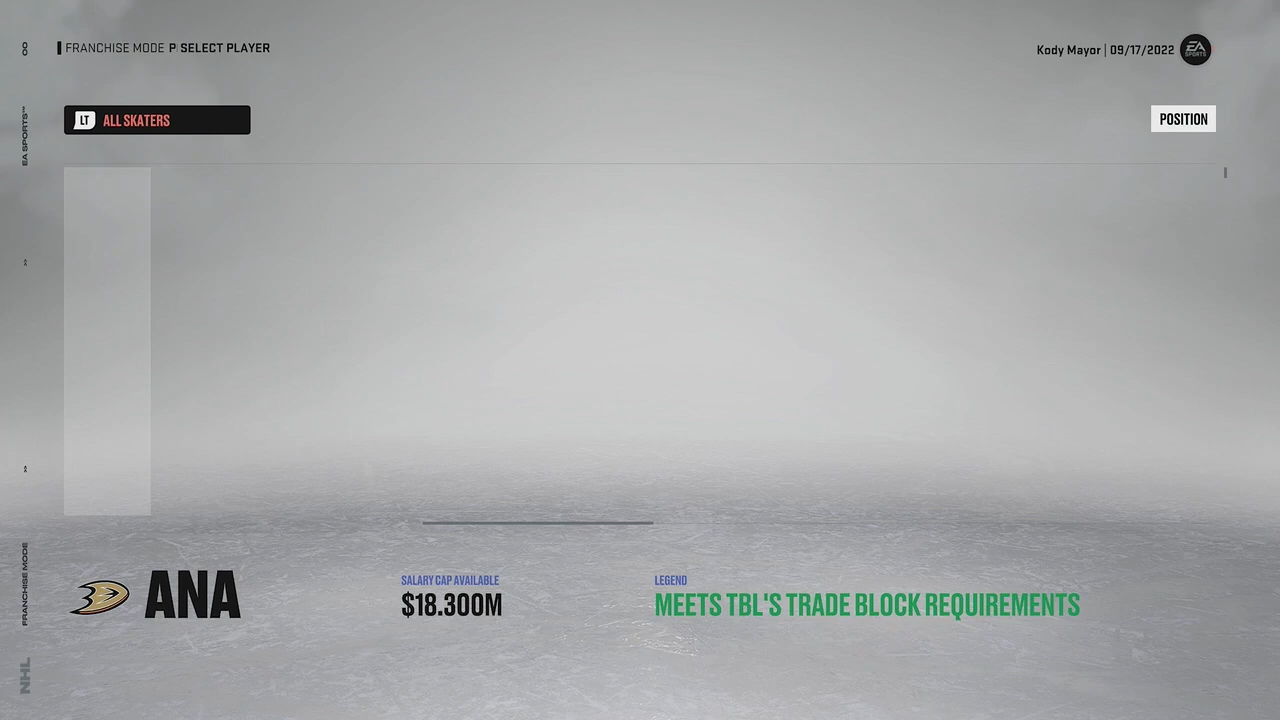 FRANCHISE MODE P SELECT PLAYER
Kody Mayor | 09/17/2022
EA SPORTS
LT ALL SKATERS
POSITION
EA SPORTS™
FRANCHISE MODE
NHL
ANA
SALARY CAP AVAILABLE
$18.300M
LEGEND
MEETS TBL'S TRADE BLOCK REQUIREMENTS